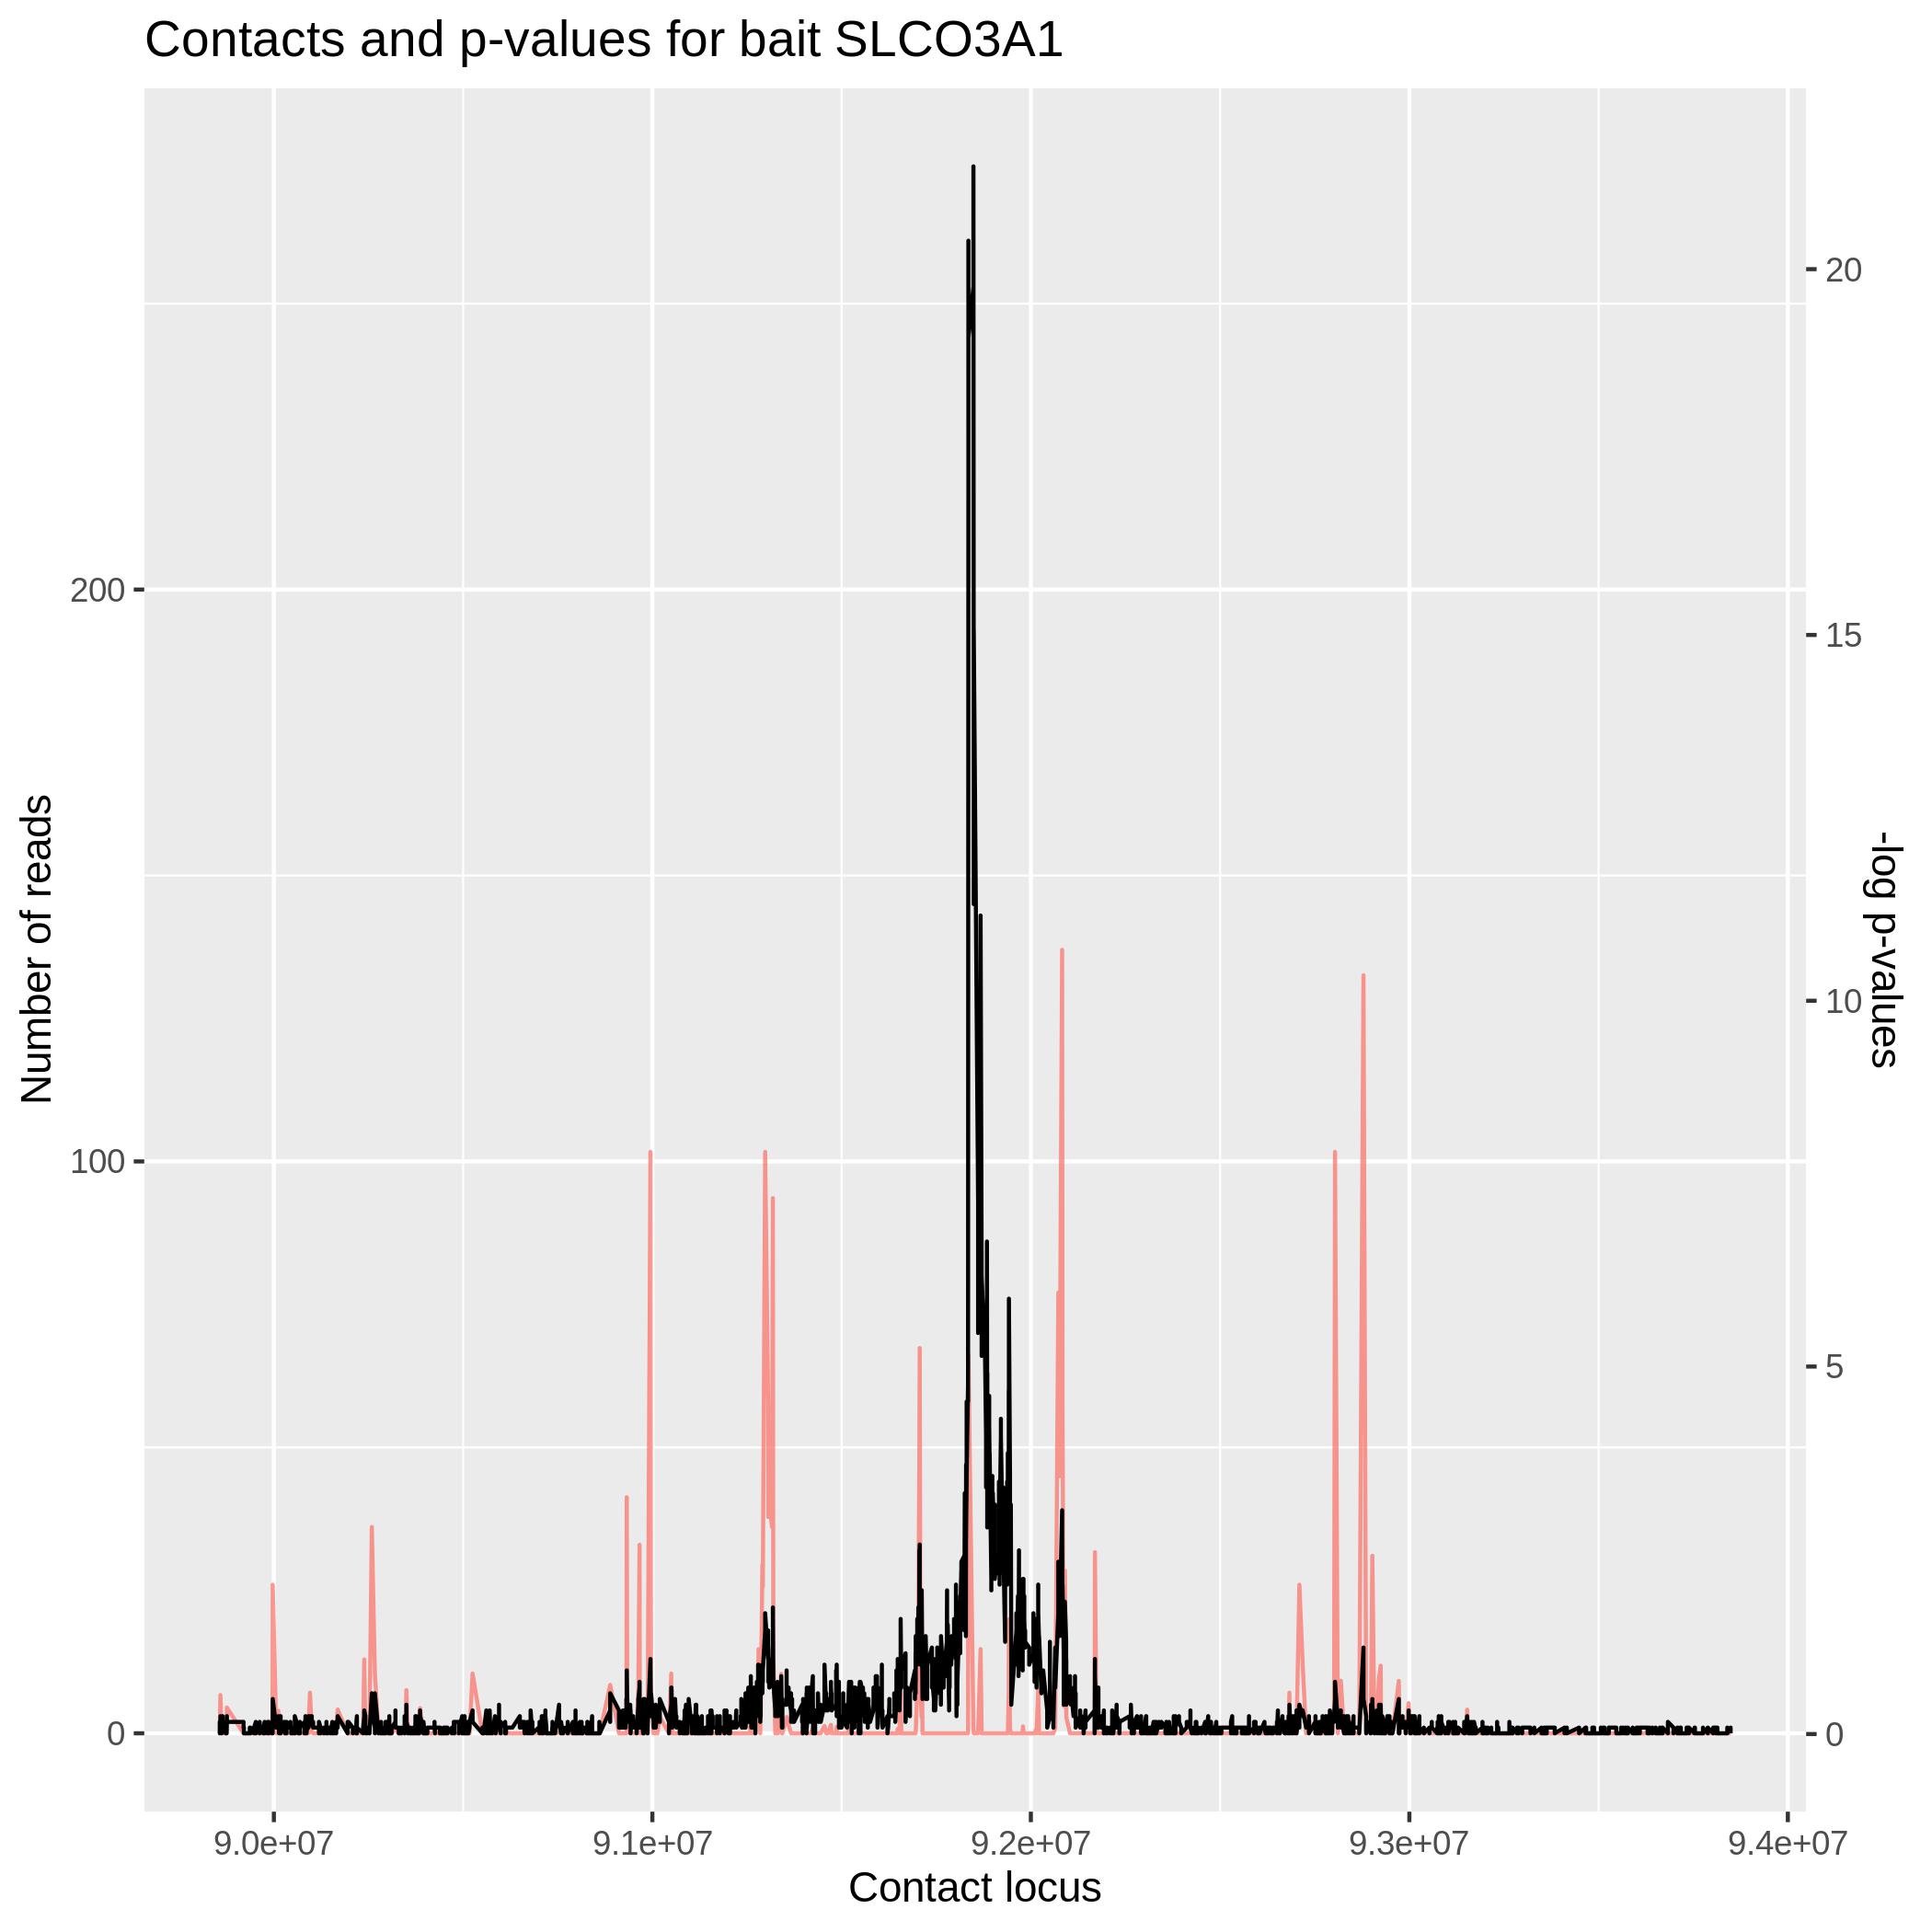 Contacts and p-values for bait SLCO3A1
Number of reads
200
100
0
20
15
10
5
0
-log p-values
9.0e+07
9.1e+07
9.2e+07
9.3e+07
9.4e+07
Contact locus